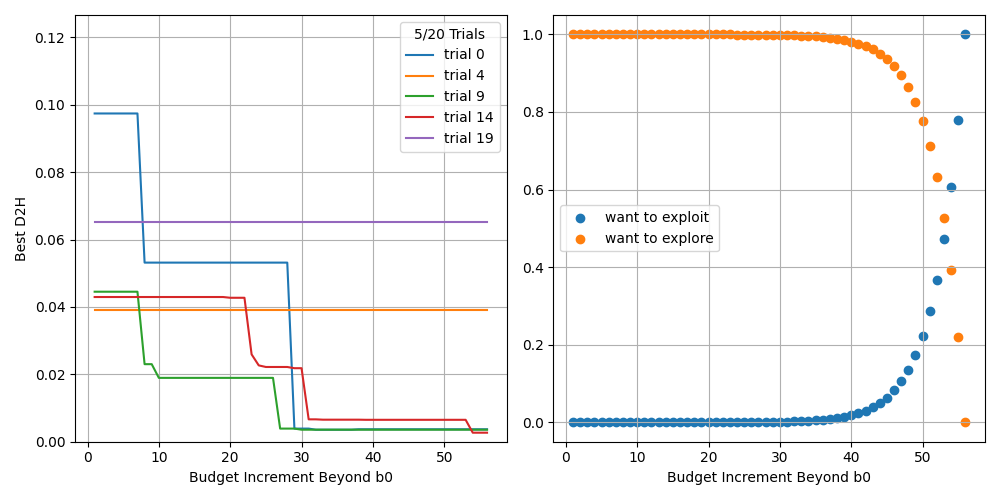 0.12
0.10
0.08
0.06
0.04
0.02
0.00
Best D2H
0
10
20
30
40
50
Budget Increment Beyond b0
5/20 Trials
trial 0
trial 4
trial 9
trial 14
trial 19
1.0
0.8
0.6
0.4
0.2
0.0
want to exploit
want to explore
0
10
20
30
40
50
Budget Increment Beyond b0